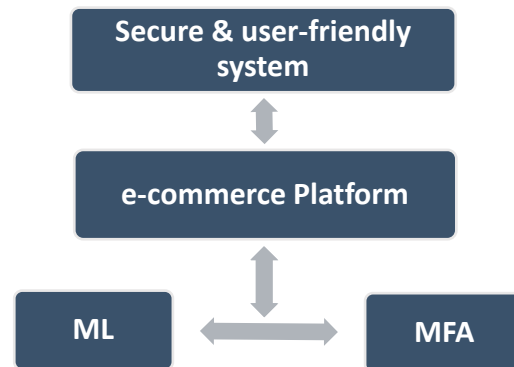 Secure & user-friendly
system
e-commerce Platform
ML
MFA